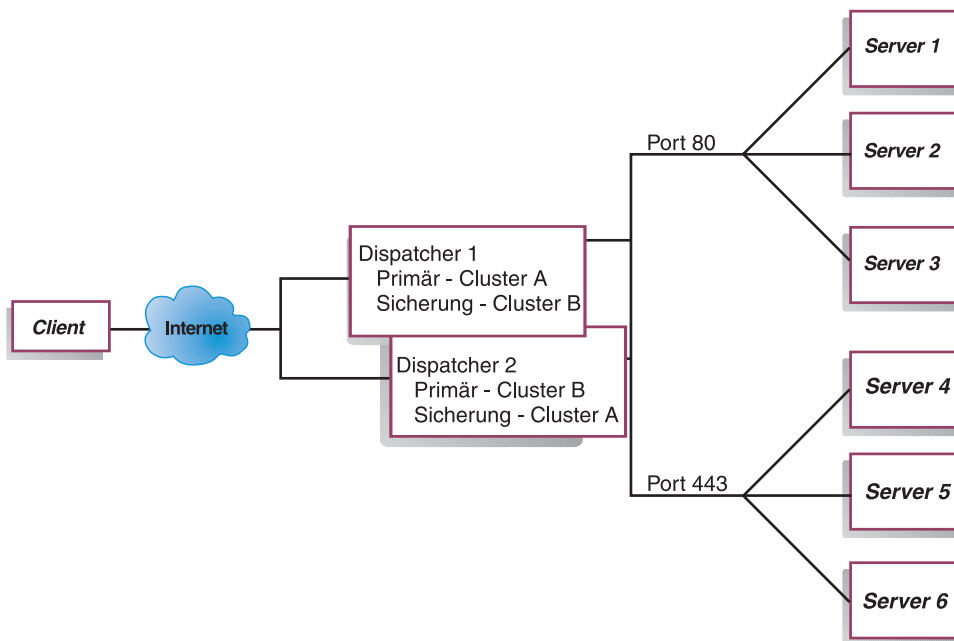 Client
Internet
Dispatcher 1
Primär - Cluster A
Sicherung - Cluster B
Dispatcher 2
Primär - Cluster B
Sicherung - Cluster A
Port 80
Server 1
Server 2
Server 3
Port 443
Server 4
Server 5
Server 6